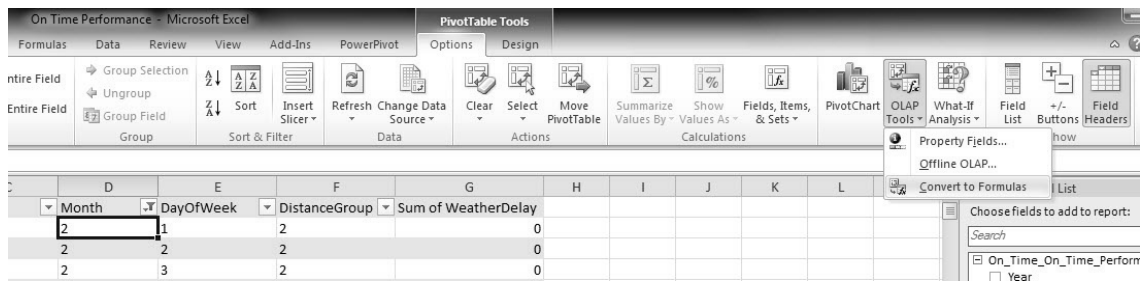 On Time Performance - Microsoft Excel
PivotTable Tools
Formulas Data Review View Add-Ins PowerPivot Options Design
ntire Field
Entire Field
Group Selection
Ungroup
Group Field
Group
Sort
Insert
Slicer
Sort & Filter
Refresh
Change Data
Source
Data
Clear
Select
Move
PivotTable
Actions
Summarize
Values By
Show
Values As
Fields, Items,
& Sets
Calculations
PivotChart
OLAP
Tools
What-If
Analysis
Field
List
+/-
Buttons
Field
Headers
how
Property Fields...
Offline OLAP...
Convert to Formulas
List
Choose fields to add to report:
Search
On_Time_On_Time_Perform
Year
D E F G H I J K L
Month DayOfWeek DistanceGroup Sum of WeatherDelay
2 1 2 0
2 2 2 0
2 3 2 0